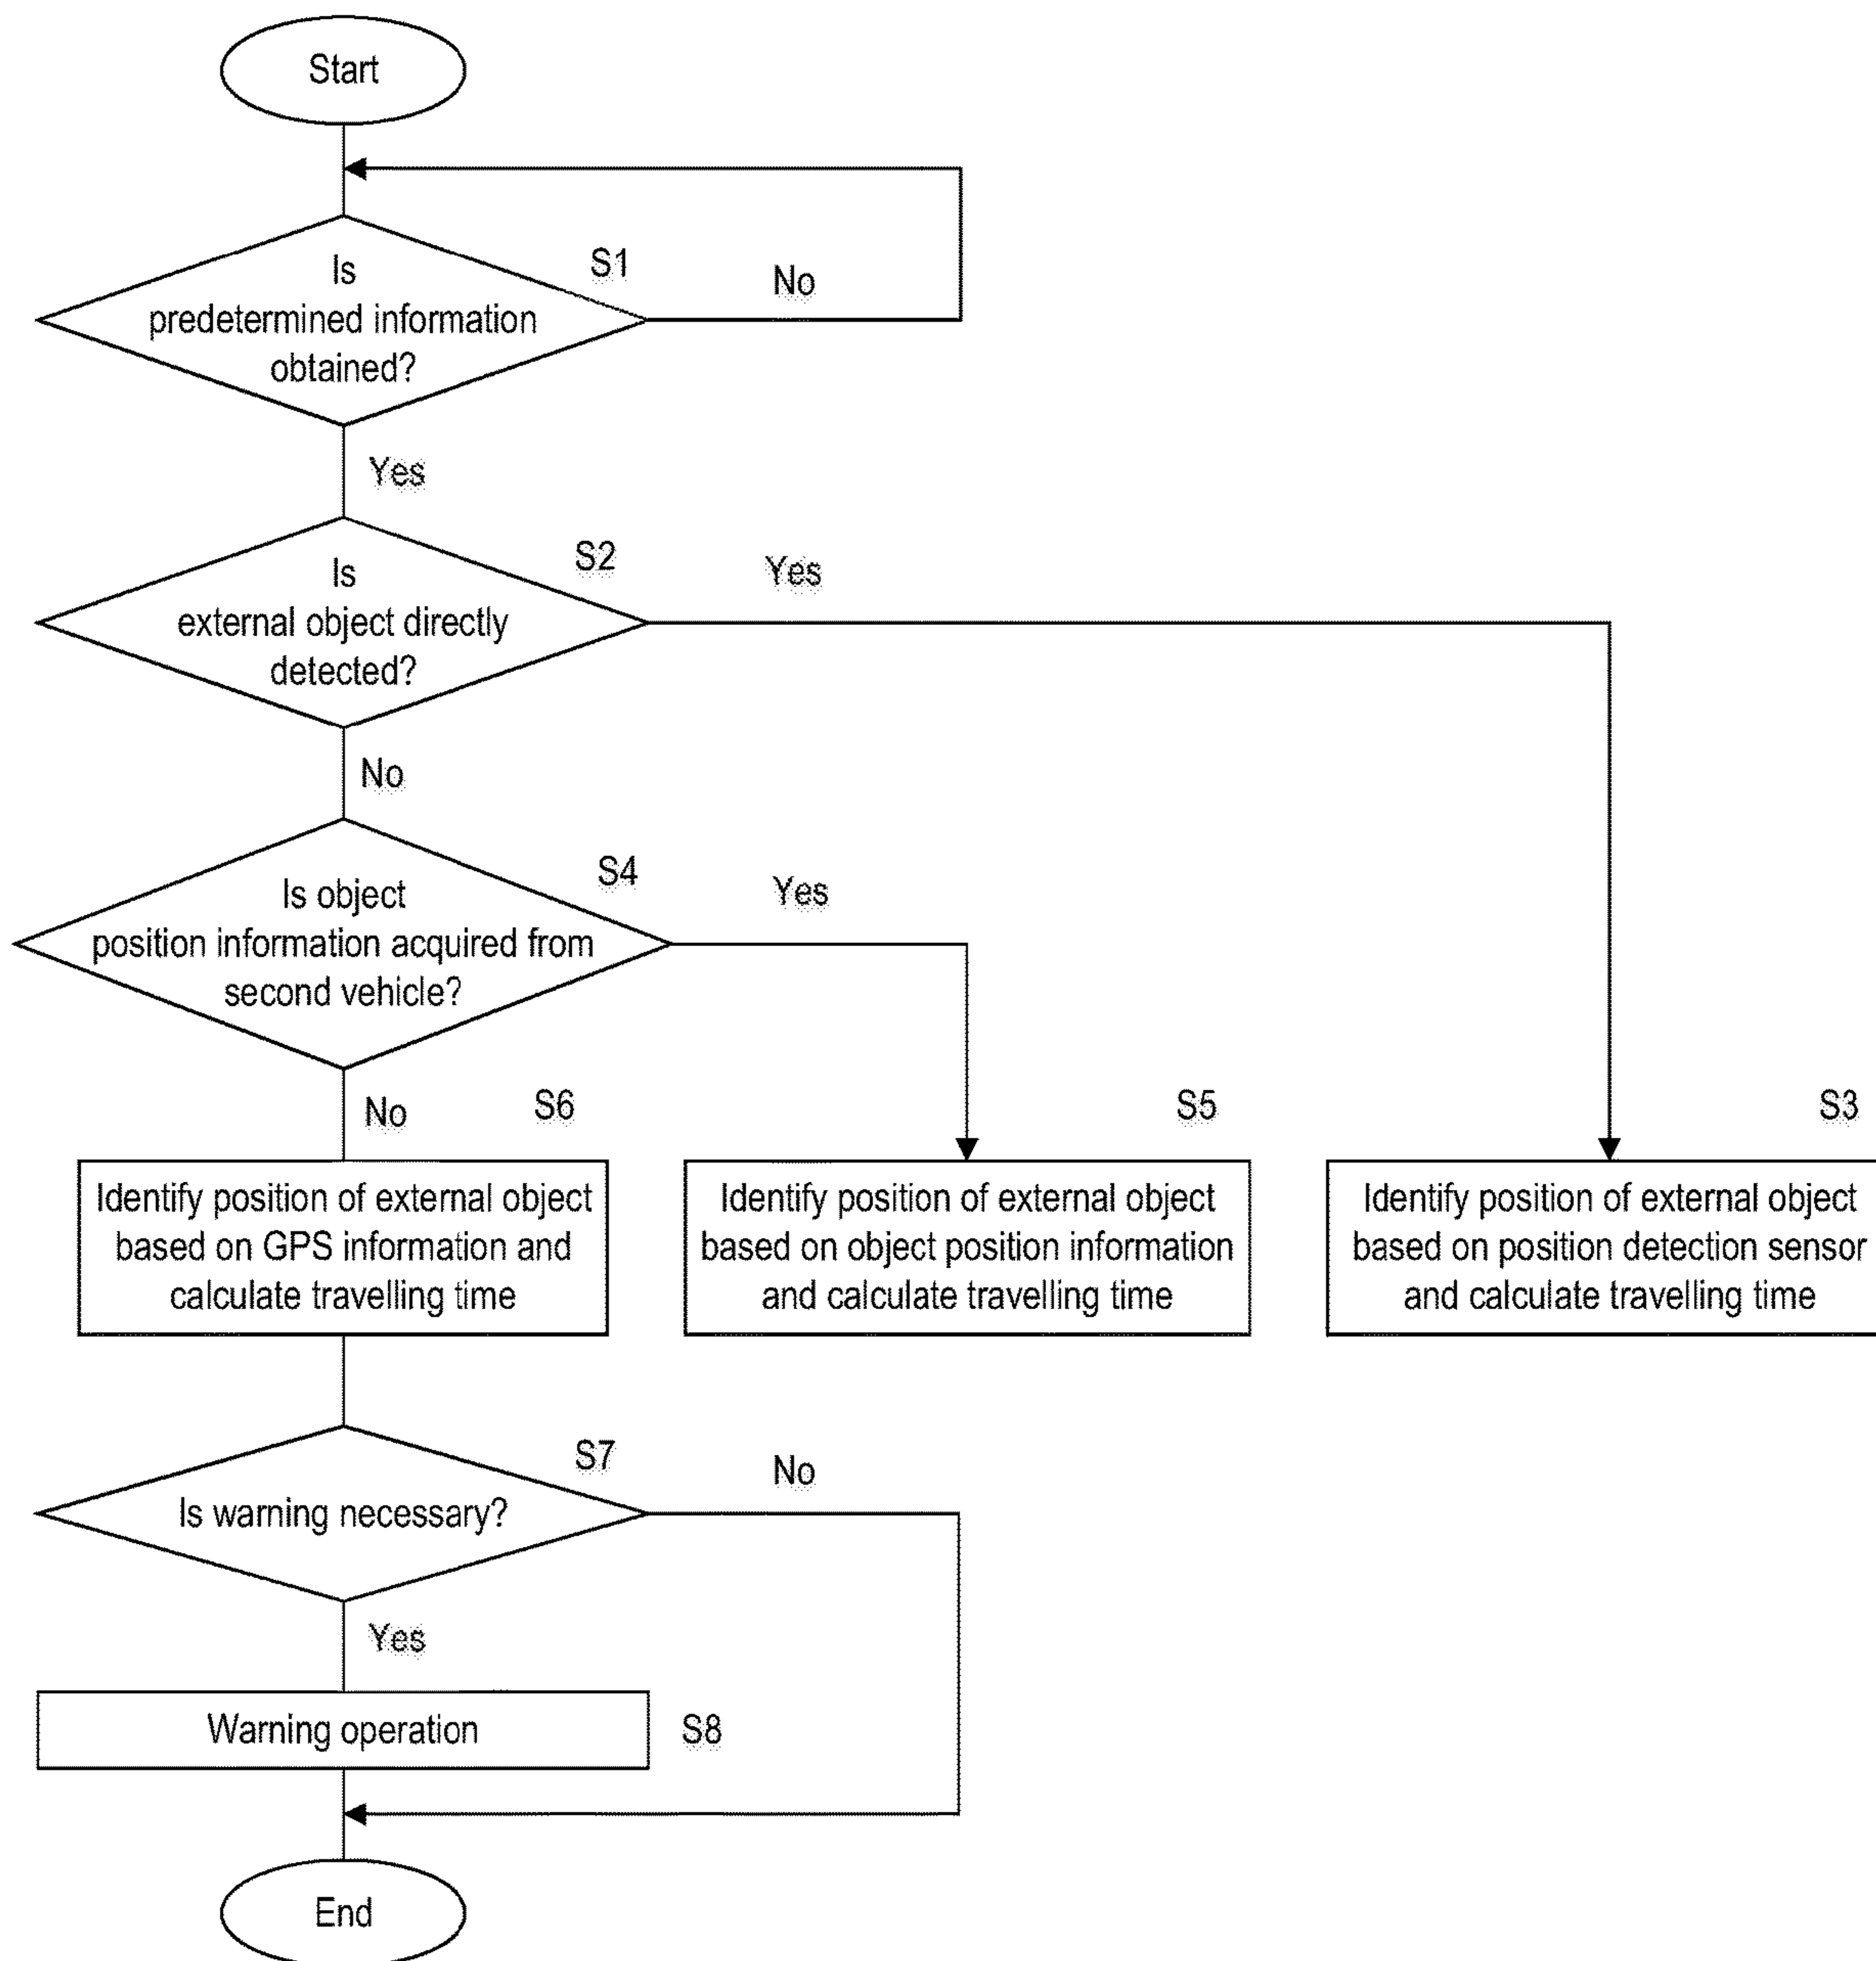 Start
Is
predetermined information
obtained?
S1
No
Yes
Is
external object directly
detected?
S2
Yes
No
Is object
position information acquired from
second vehicle?
S4
Yes
No
S6
Identify position of external object
based on GPS information and
calculate travelling time
S5
Identify position of external object
based on object position information
and calculate travelling time
S3
Identify position of external object
based on position detection sensor
and calculate travelling time
Is warning necessary?
S7
No
Yes
Warning operation
S8
End